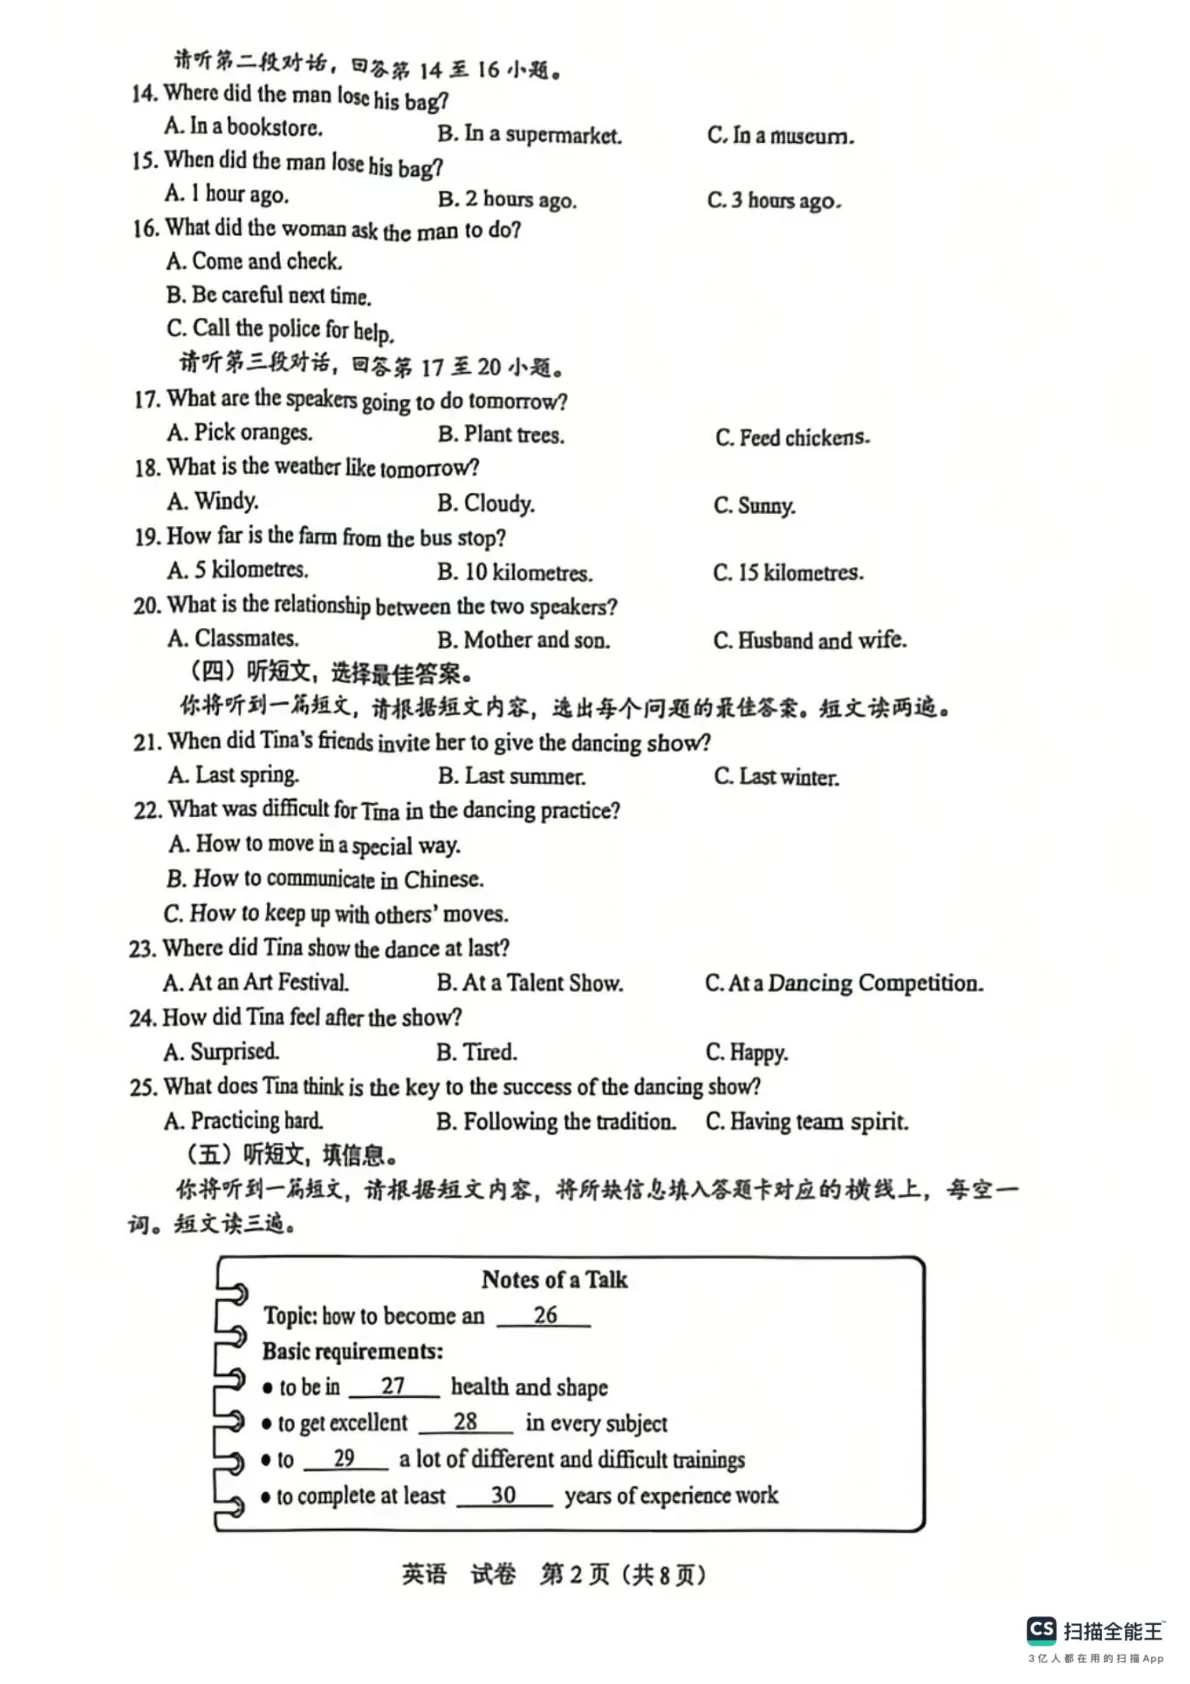 请听第二段对话，回答第 14 至 16 小题。
14. Where did the man lose his bag?
A. In a bookstore. B. In a supermarket. C. In a museum.
15. When did the man lose his bag?
A. 1 hour ago. B. 2 hours ago. C. 3 hours ago.
16. What did the woman ask the man to do?
A. Come and check.
B. Be careful next time.
C. Call the police for help.
请听第三段对话，回答第 17 至 20 小题。
17. What are the speakers going to do tomorrow?
A. Pick oranges. B. Plant trees. C. Feed chickens.
18. What is the weather like tomorrow?
A. Windy. B. Cloudy. C. Sunny.
19. How far is the farm from the bus stop?
A. 5 kilometres. B. 10 kilometres. C. 15 kilometres.
20. What is the relationship between the two speakers?
A. Classmates. B. Mother and son. C. Husband and wife.
（四）听短文，选择最佳答案。
你将听到一篇短文，请根据短文内容，选出每个问题的最佳答案。短文读两遍。
21. When did Tina's friends invite her to give the dancing show?
A. Last spring. B. Last summer. C. Last winter.
22. What was difficult for Tina in the dancing practice?
A. How to move in a special way.
B. How to communicate in Chinese.
C. How to keep up with others' moves.
23. Where did Tina show the dance at last?
A. At an Art Festival. B. At a Talent Show. C. At a Dancing Competition.
24. How did Tina feel after the show?
A. Surprised. B. Tired. C. Happy.
25. What does Tina think is the key to the success of the dancing show?
A. Practicing hard. B. Following the tradition. C. Having team spirit.
（五）听短文，填信息。
你将听到一篇短文，请根据短文内容，将所缺信息填入答题卡对应的横线上，每空一
词。短文读三遍。
Notes of a Talk
Topic: how to become an 26
Basic requirements:
● to be in 27 health and shape
● to get excellent 28 in every subject
● to 29 a lot of different and difficult trainings
● to complete at least 30 years of experience work
英语 试卷 第 2 页（共 8 页）
CS 扫描全能王™
3亿人都在用的扫描App